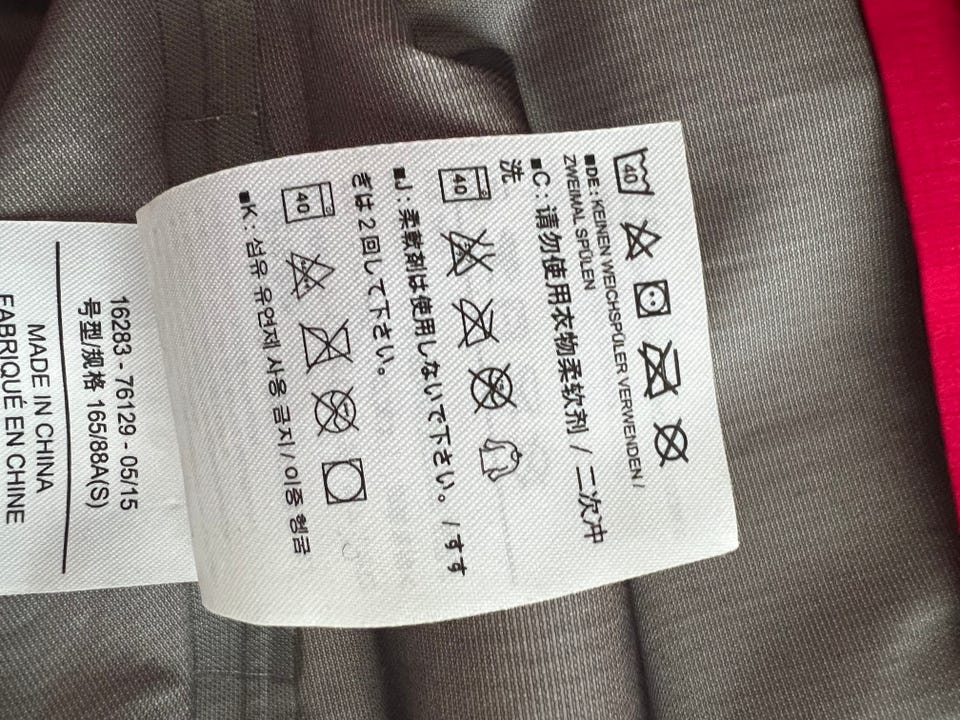 40
■DE : KEINEN WEICHSPÜLER VERWENDEN /
ZWEIMAL SPÜLEN
■C : 请勿使用衣物柔软剂 / 二次冲
洗
40
■J : 柔軟剤は使用しないで下さい。/ すす
ぎは2回して下さい。
40
■K : 섬유 유연제 사용 금지 / 이중 헹굼
16283 - 76129 - 05/15
号型/规格 165/88A(S)
MADE IN CHINA
FABRIQUÉ EN CHINE